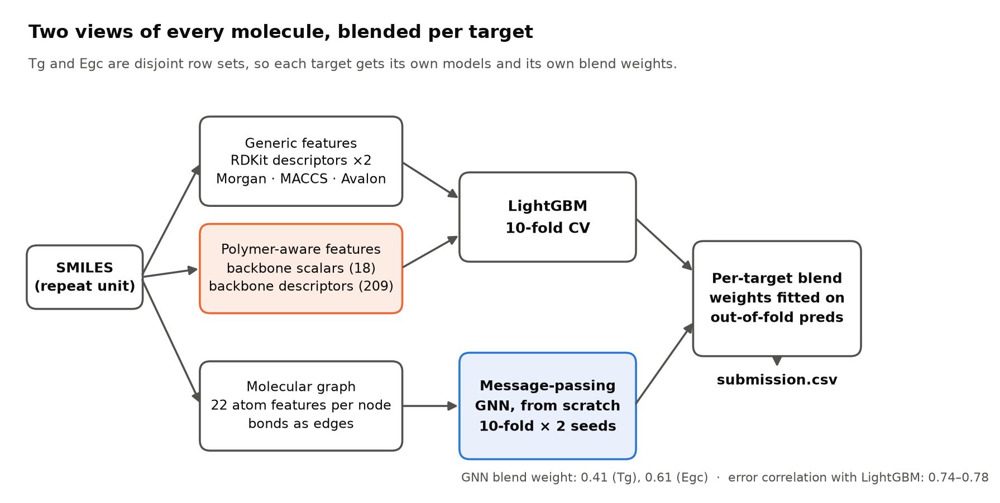 Two views of every molecule, blended per target
Tg and Egc are disjoint row sets, so each target gets its own models and its own blend weights.
SMILES
(repeat unit)
Generic features
RDKit descriptors ×2
Morgan · MACCS · Avalon
Polymer-aware features
backbone scalars (18)
backbone descriptors (209)
Molecular graph
22 atom features per node
bonds as edges
LightGBM
10-fold CV
Message-passing
GNN, from scratch
10-fold × 2 seeds
Per-target blend
weights fitted on
out-of-fold preds
submission.csv
GNN blend weight: 0.41 (Tg), 0.61 (Egc)  ·  error correlation with LightGBM: 0.74–0.78